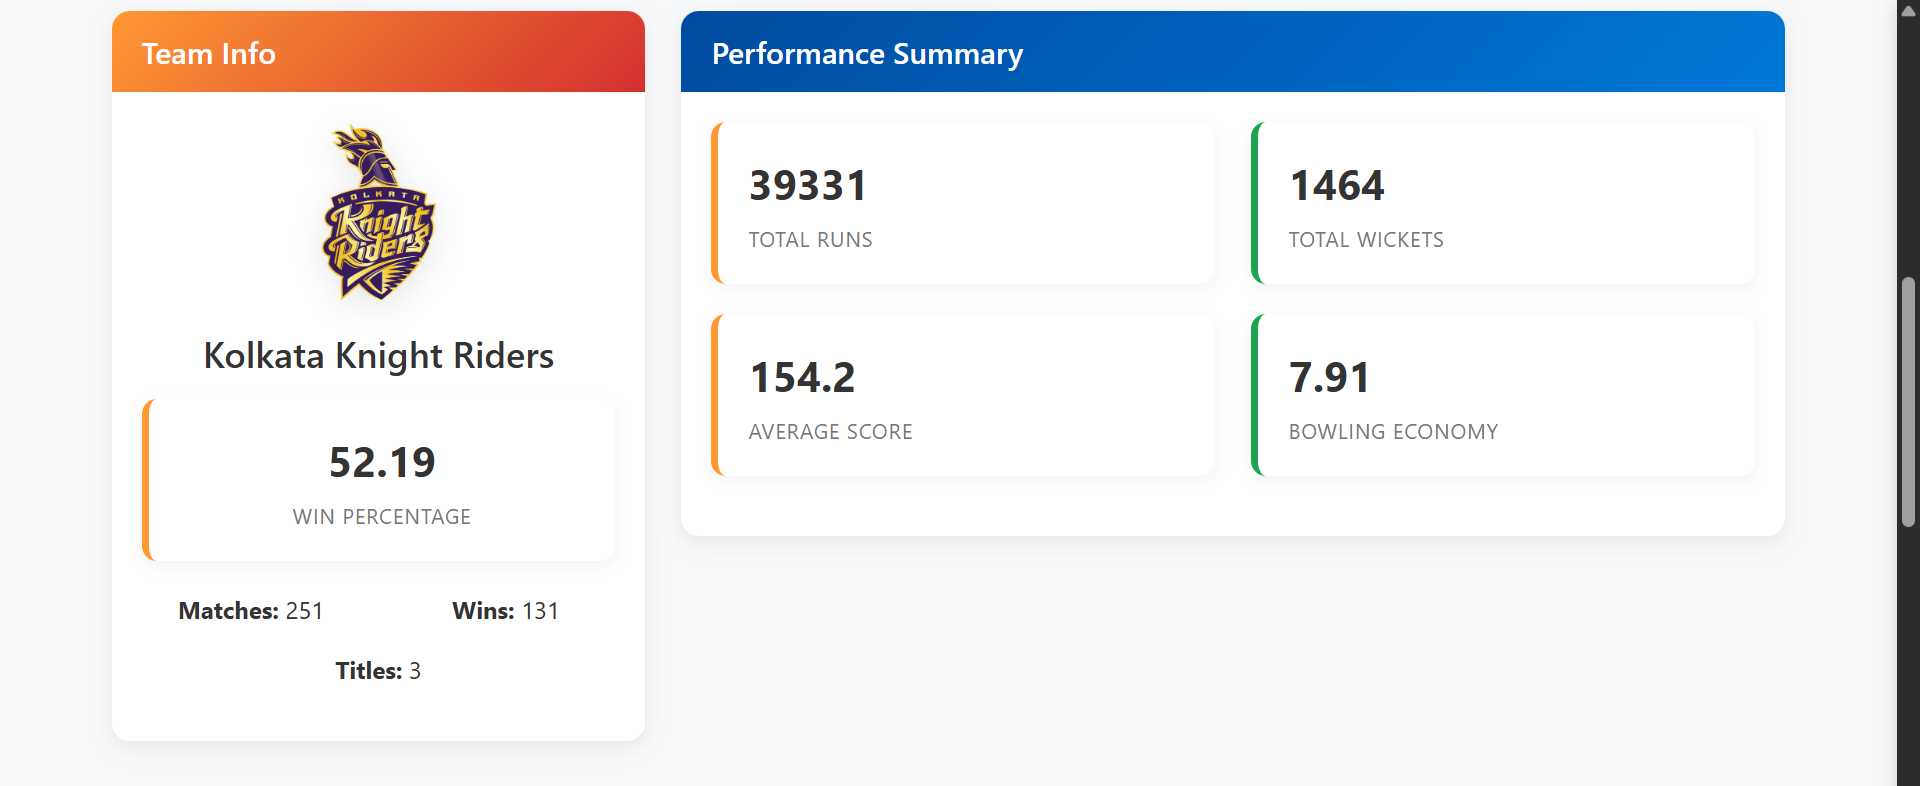 Team Info
KOLKATA
Knight
Riders
Kolkata Knight Riders
52.19
WIN PERCENTAGE
Matches: 251
Wins: 131
Titles: 3
Performance Summary
39331
TOTAL RUNS
1464
TOTAL WICKETS
154.2
AVERAGE SCORE
7.91
BOWLING ECONOMY